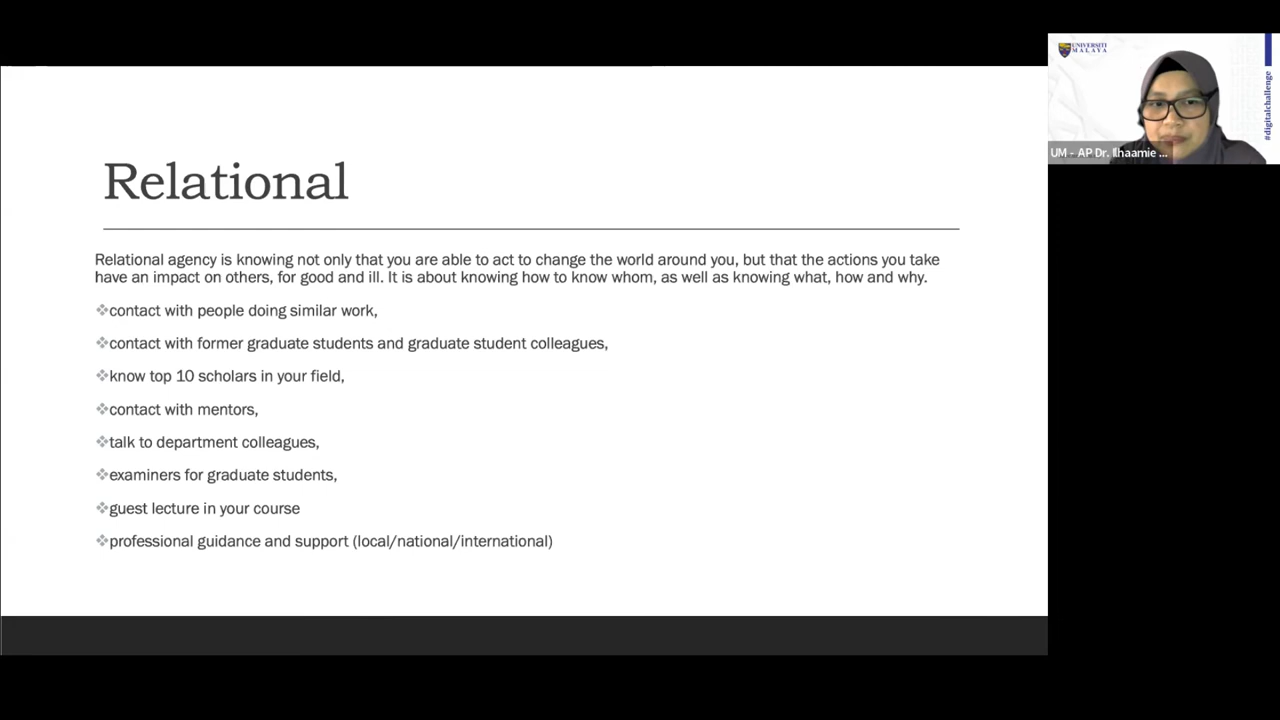 Relational
Relational agency is knowing not only that you are able to act to change the world around you, but that the actions you take
have an impact on others, for good and ill. It is about knowing how to know whom, as well as knowing what, how and why.
❖contact with people doing similar work,
❖contact with former graduate students and graduate student colleagues,
❖know top 10 scholars in your field,
❖contact with mentors,
❖talk to department colleagues,
❖examiners for graduate students,
❖guest lecture in your course
❖professional guidance and support (local/national/international)
UNIVERSITI
MALAYA
#digitalchallenge
UM - AP Dr. Ilhaamie ...